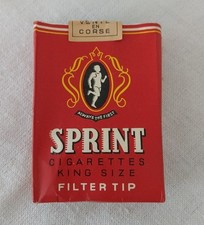 EN
CORSE
ALWAYS THE FIRST
SPRINT
CIGARETTES
KING SIZE
FILTER TIP